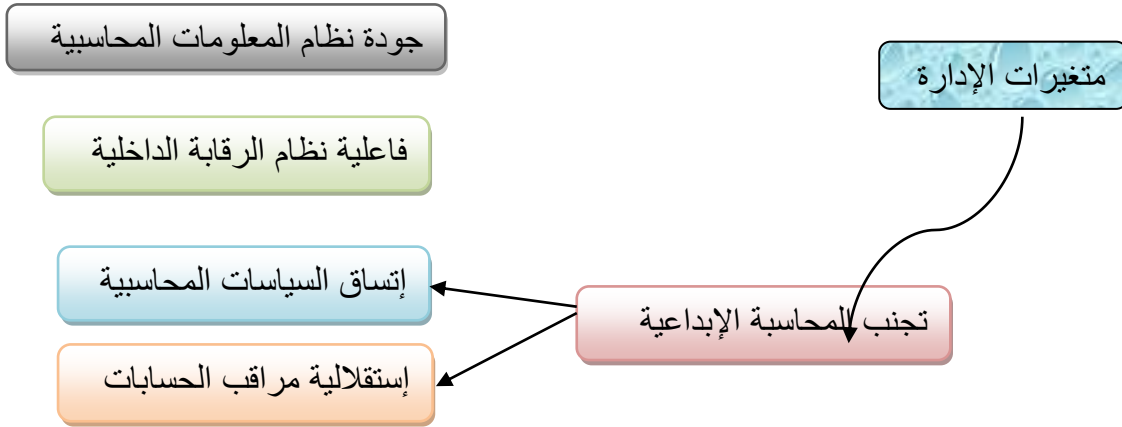 جودة نظام المعلومات المحاسبية
متغيرات الإدارة
فاعلية نظام الرقابة الداخلية
إتساق السياسات المحاسبية
تجنب المحاسبة الإبداعية
إستقلالية مراقب الحسابات